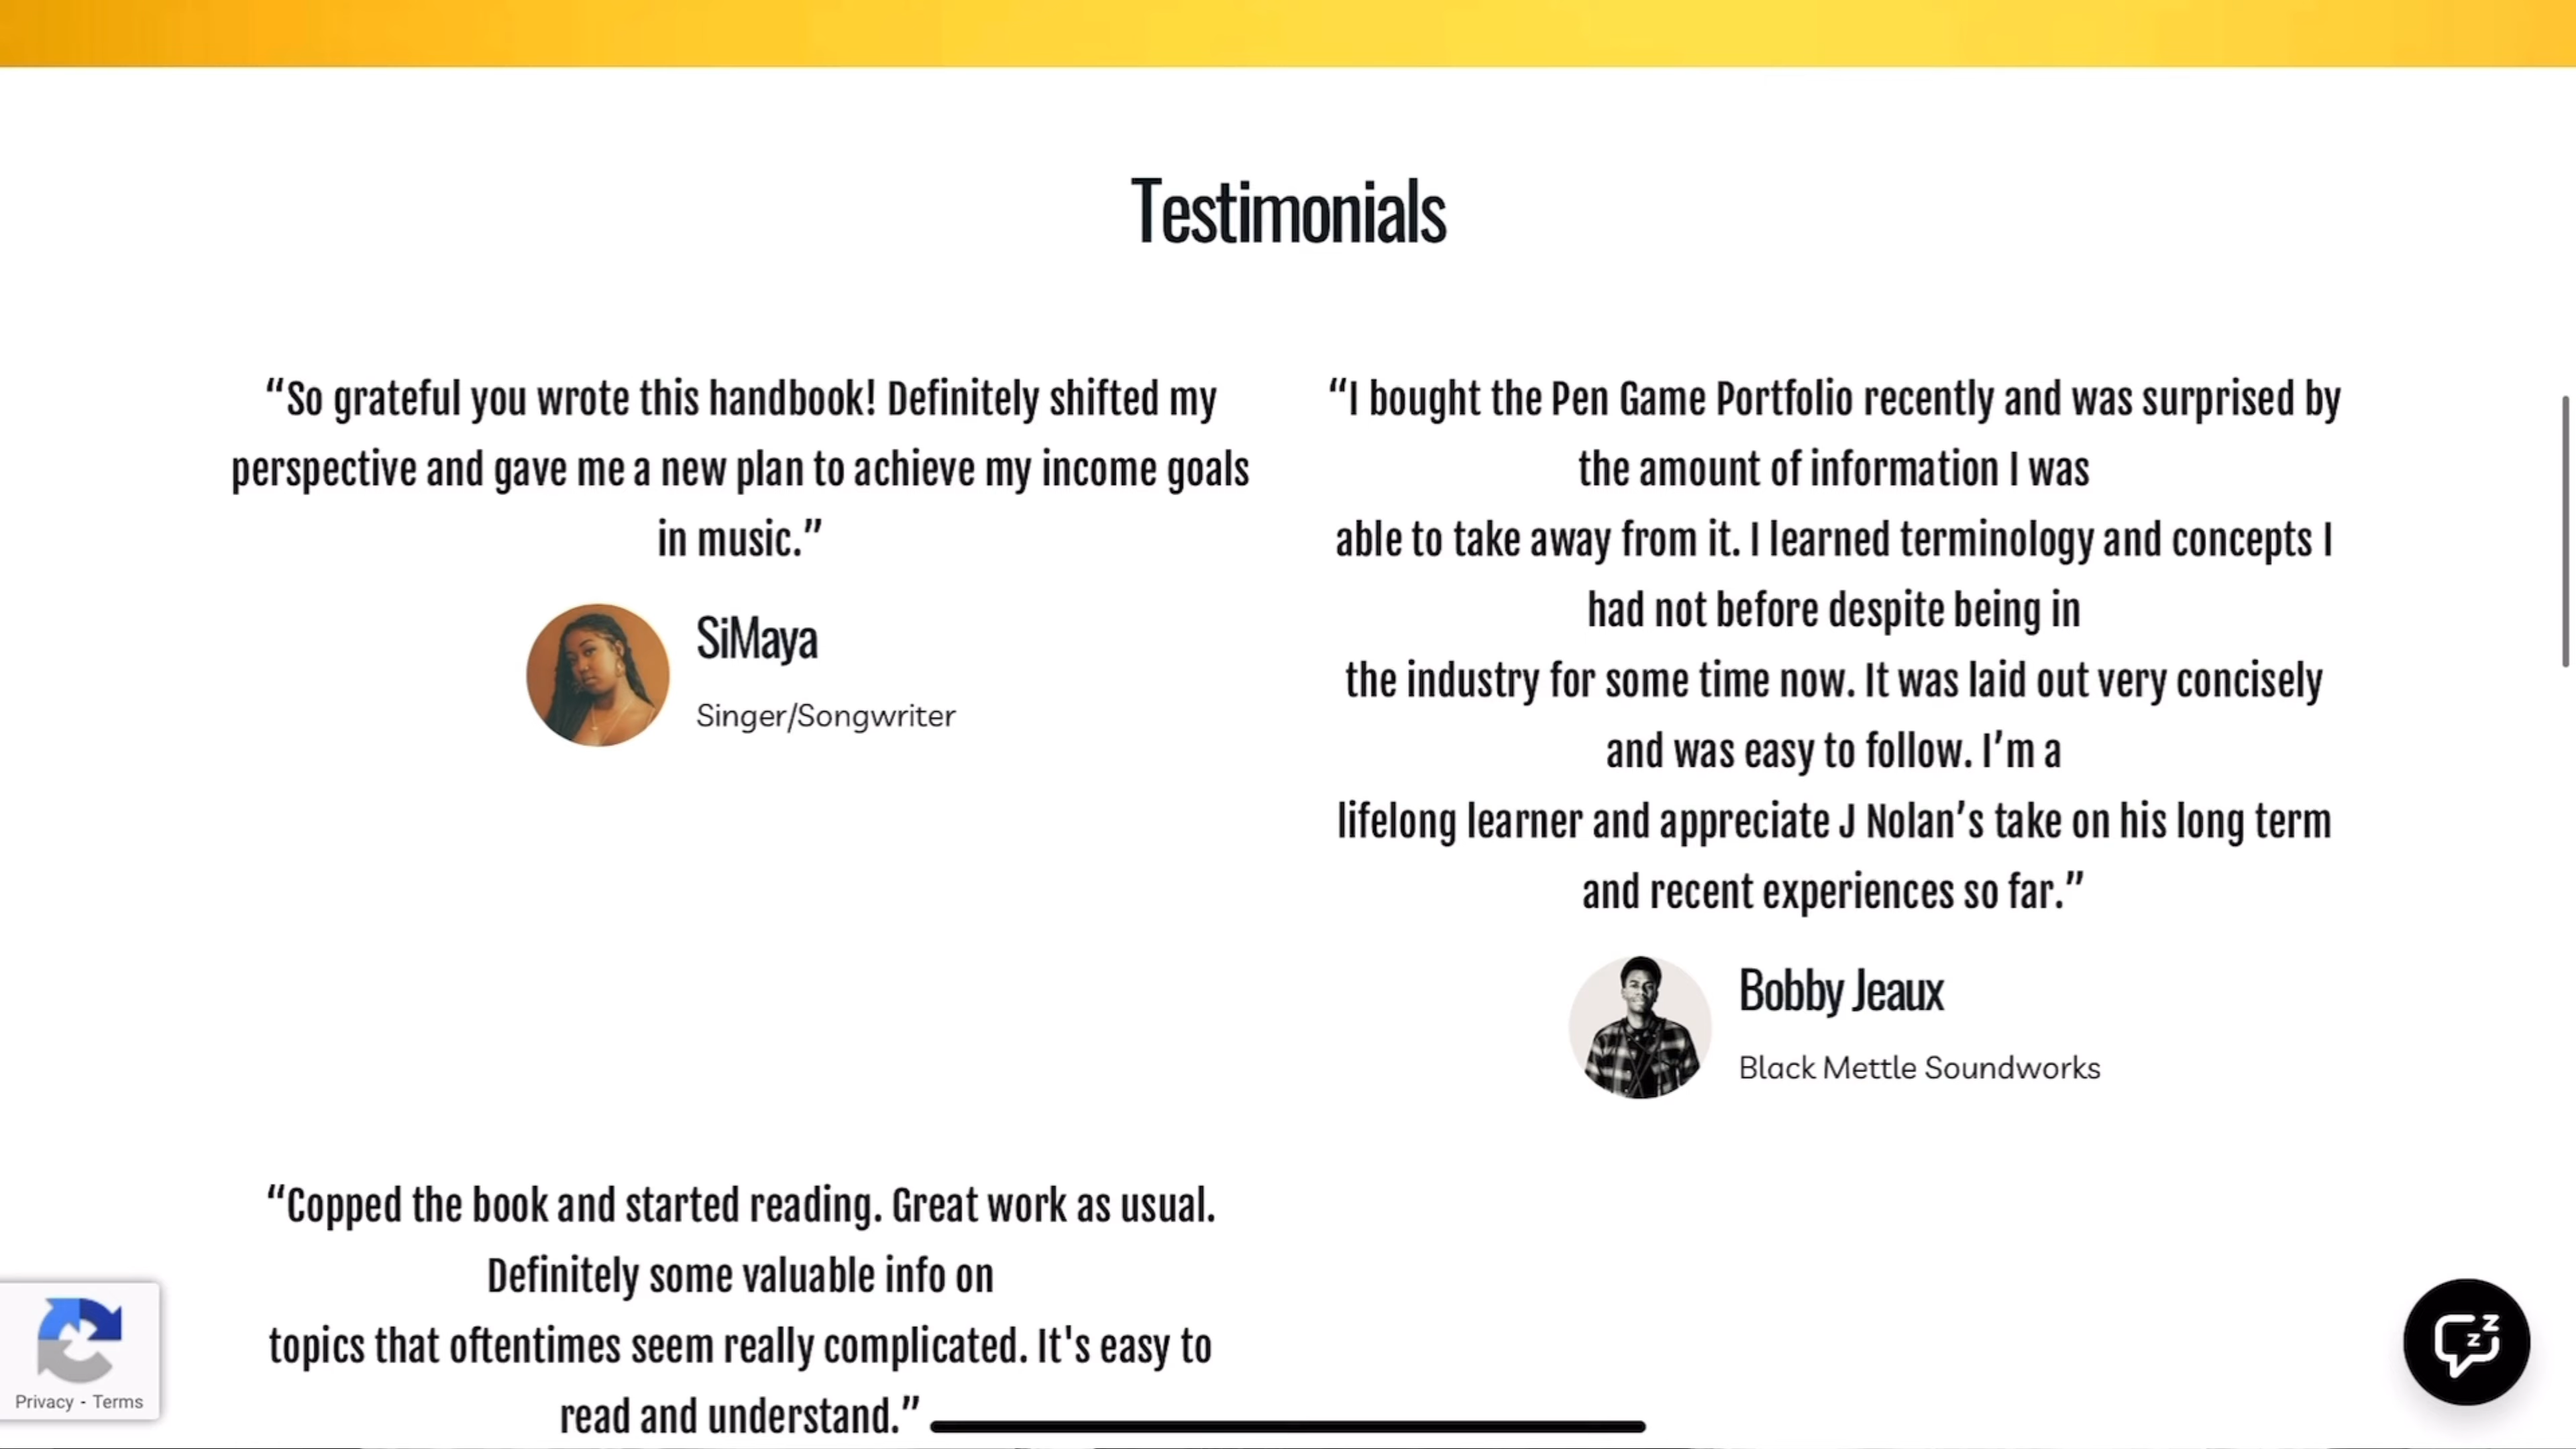 Testimonials
“So grateful you wrote this handbook! Definitely shifted my
perspective and gave me a new plan to achieve my income goals
in music.”
SiMaya
Singer/Songwriter
“I bought the Pen Game Portfolio recently and was surprised by
the amount of information I was
able to take away from it. I learned terminology and concepts I
had not before despite being in
the industry for some time now. It was laid out very concisely
and was easy to follow. I’m a
lifelong learner and appreciate J Nolan’s take on his long term
and recent experiences so far.”
Bobby Jeaux
Black Mettle Soundworks
“Copped the book and started reading. Great work as usual.
Definitely some valuable info on
topics that oftentimes seem really complicated. It's easy to
read and understand.”
Privacy - Terms
z z